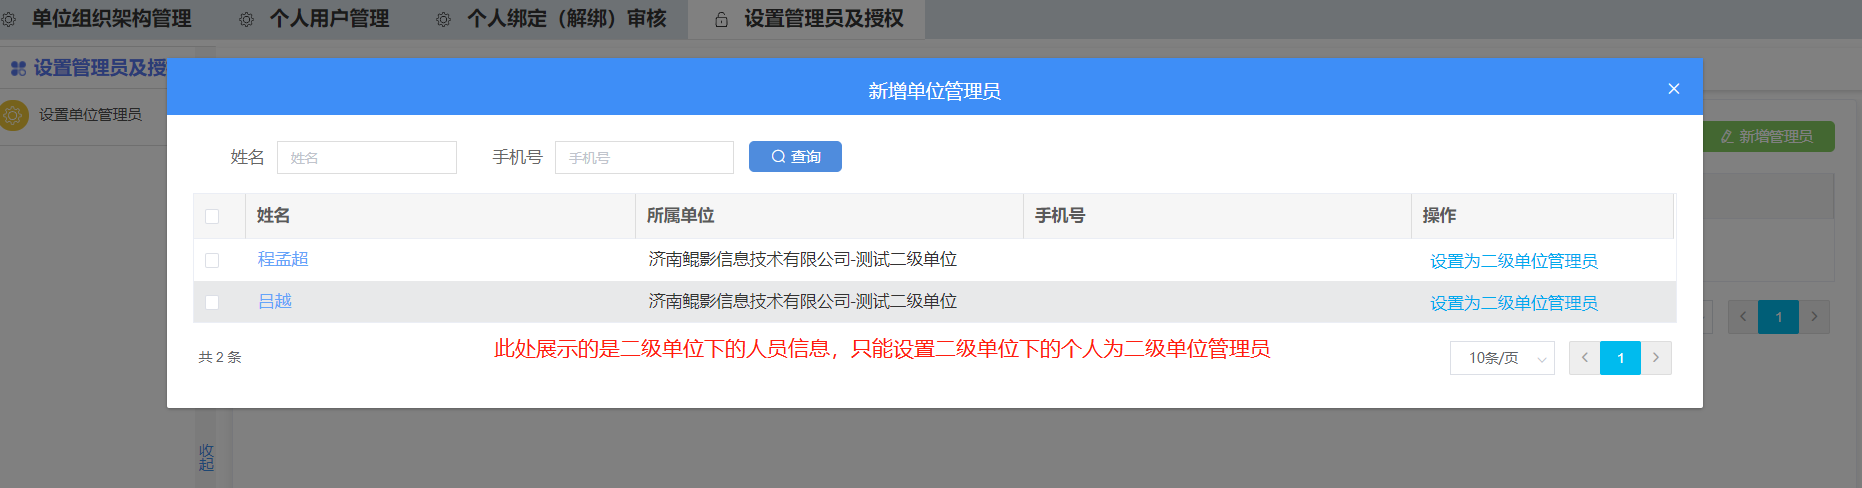 单位组织架构管理 个人用户管理 个人绑定（解绑）审核 设置管理员及授权
设置管理员及授
设置单位管理员
新增单位管理员
新增管理员
姓名 姓名 手机号 手机号 查询
姓名 所属单位 手机号 操作
程孟超 济南鲲影信息技术有限公司-测试二级单位 设置为二级单位管理员
吕越 济南鲲影信息技术有限公司-测试二级单位 设置为二级单位管理员
1
此处展示的是二级单位下的人员信息，只能设置二级单位下的个人为二级单位管理员
共 2 条 10条/页 1
收起